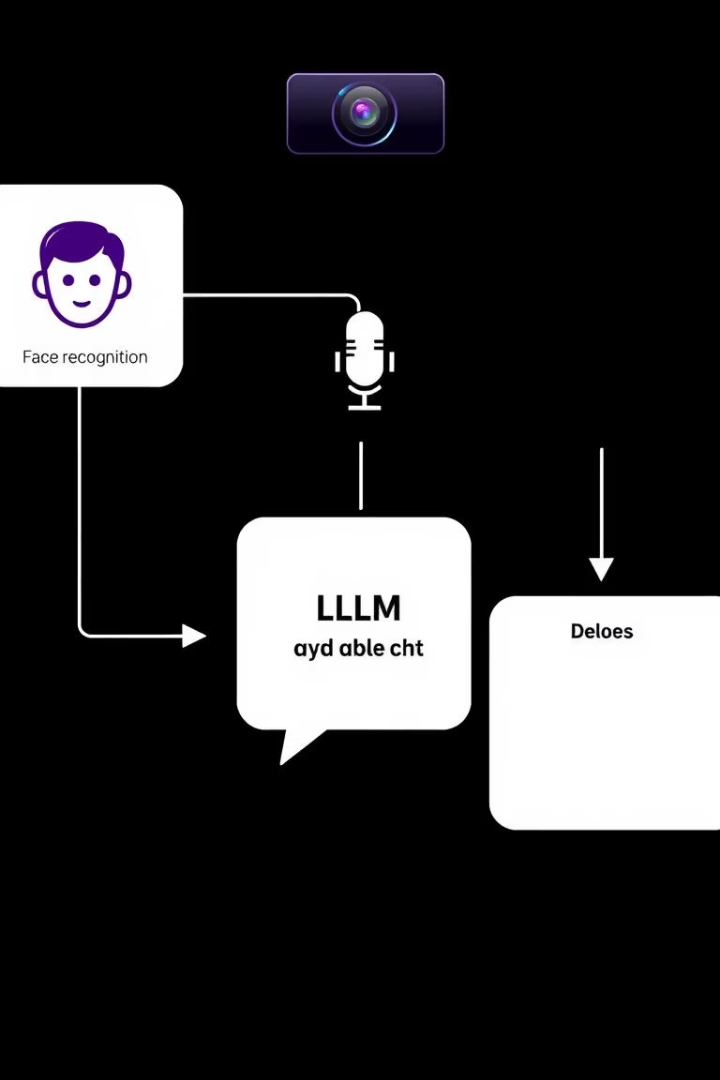 Face recognition
LLLM
ayd able cht
Deloes